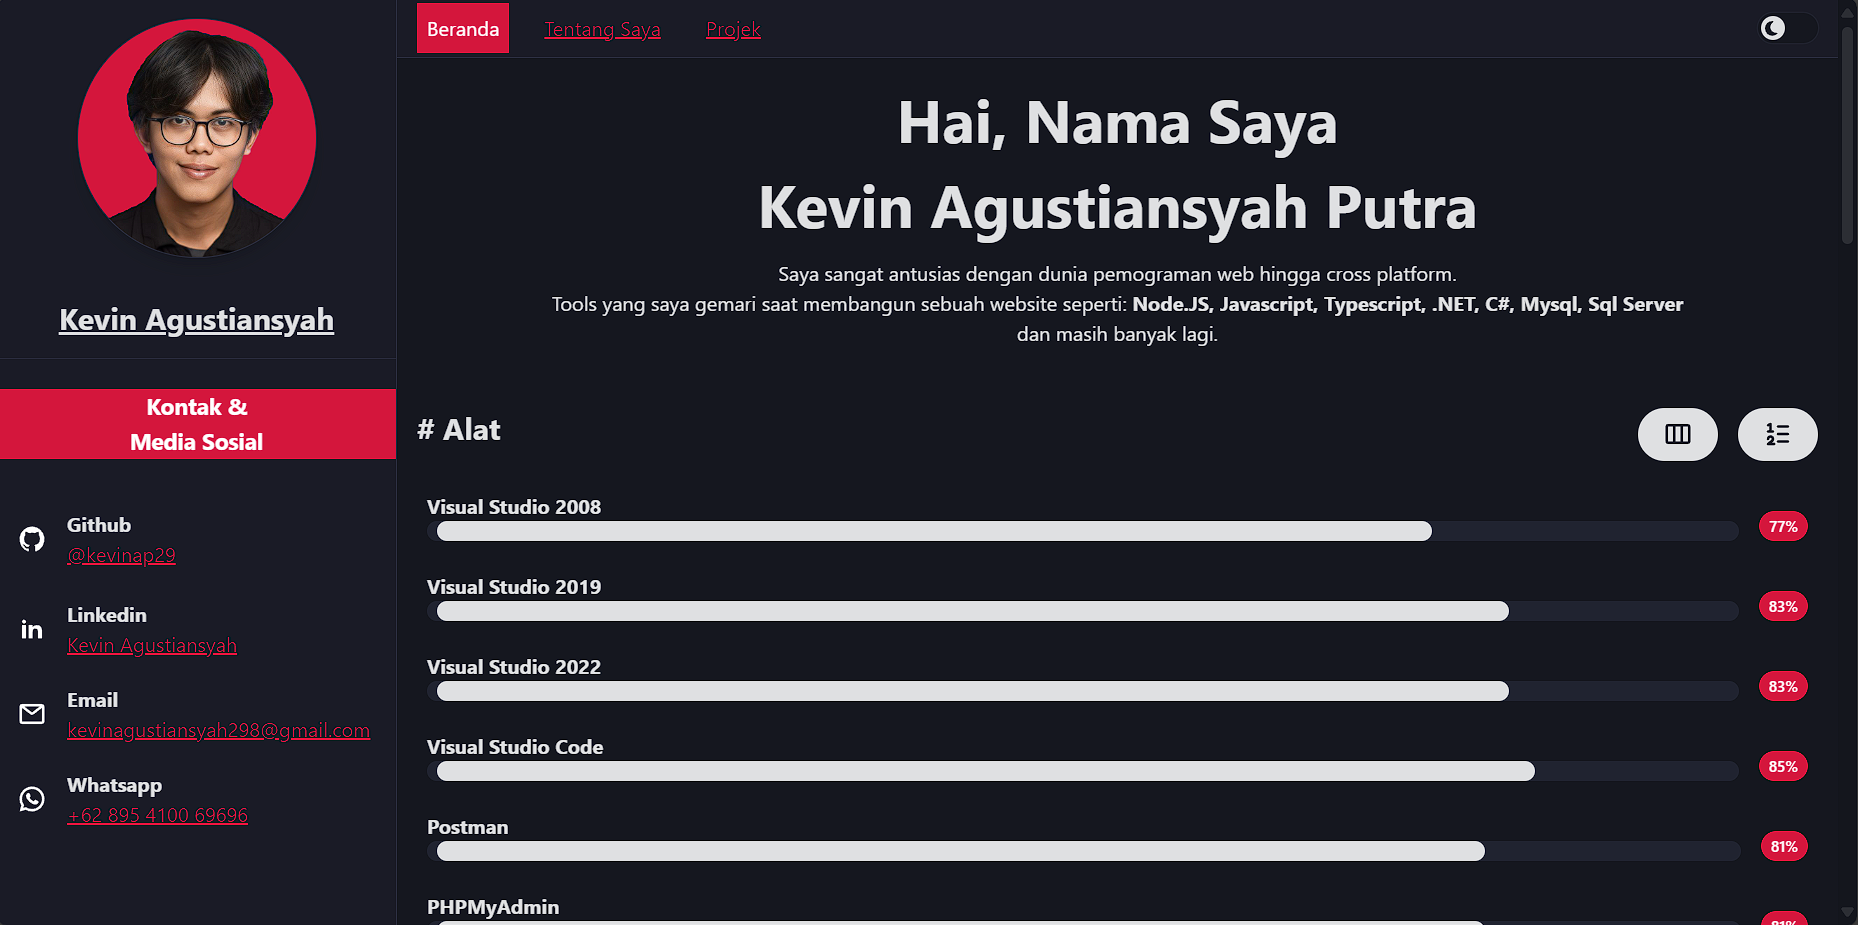 Kevin Agustiansyah
Kontak &
Media Sosial
Github
@kevinap29
Linkedin
Kevin Agustiansyah
Email
kevinagustiansyah298@gmail.com
Whatsapp
+62 895 4100 69696
Beranda
Tentang Saya
Projek
Hai, Nama Saya
Kevin Agustiansyah Putra
Saya sangat antusias dengan dunia pemograman web hingga cross platform.
Tools yang saya gemari saat membangun sebuah website seperti: Node.JS, Javascript, Typescript, .NET, C#, Mysql, Sql Server
dan masih banyak lagi.
# Alat
Visual Studio 2008
77%
Visual Studio 2019
83%
Visual Studio 2022
83%
Visual Studio Code
85%
Postman
81%
PHPMyAdmin
81%